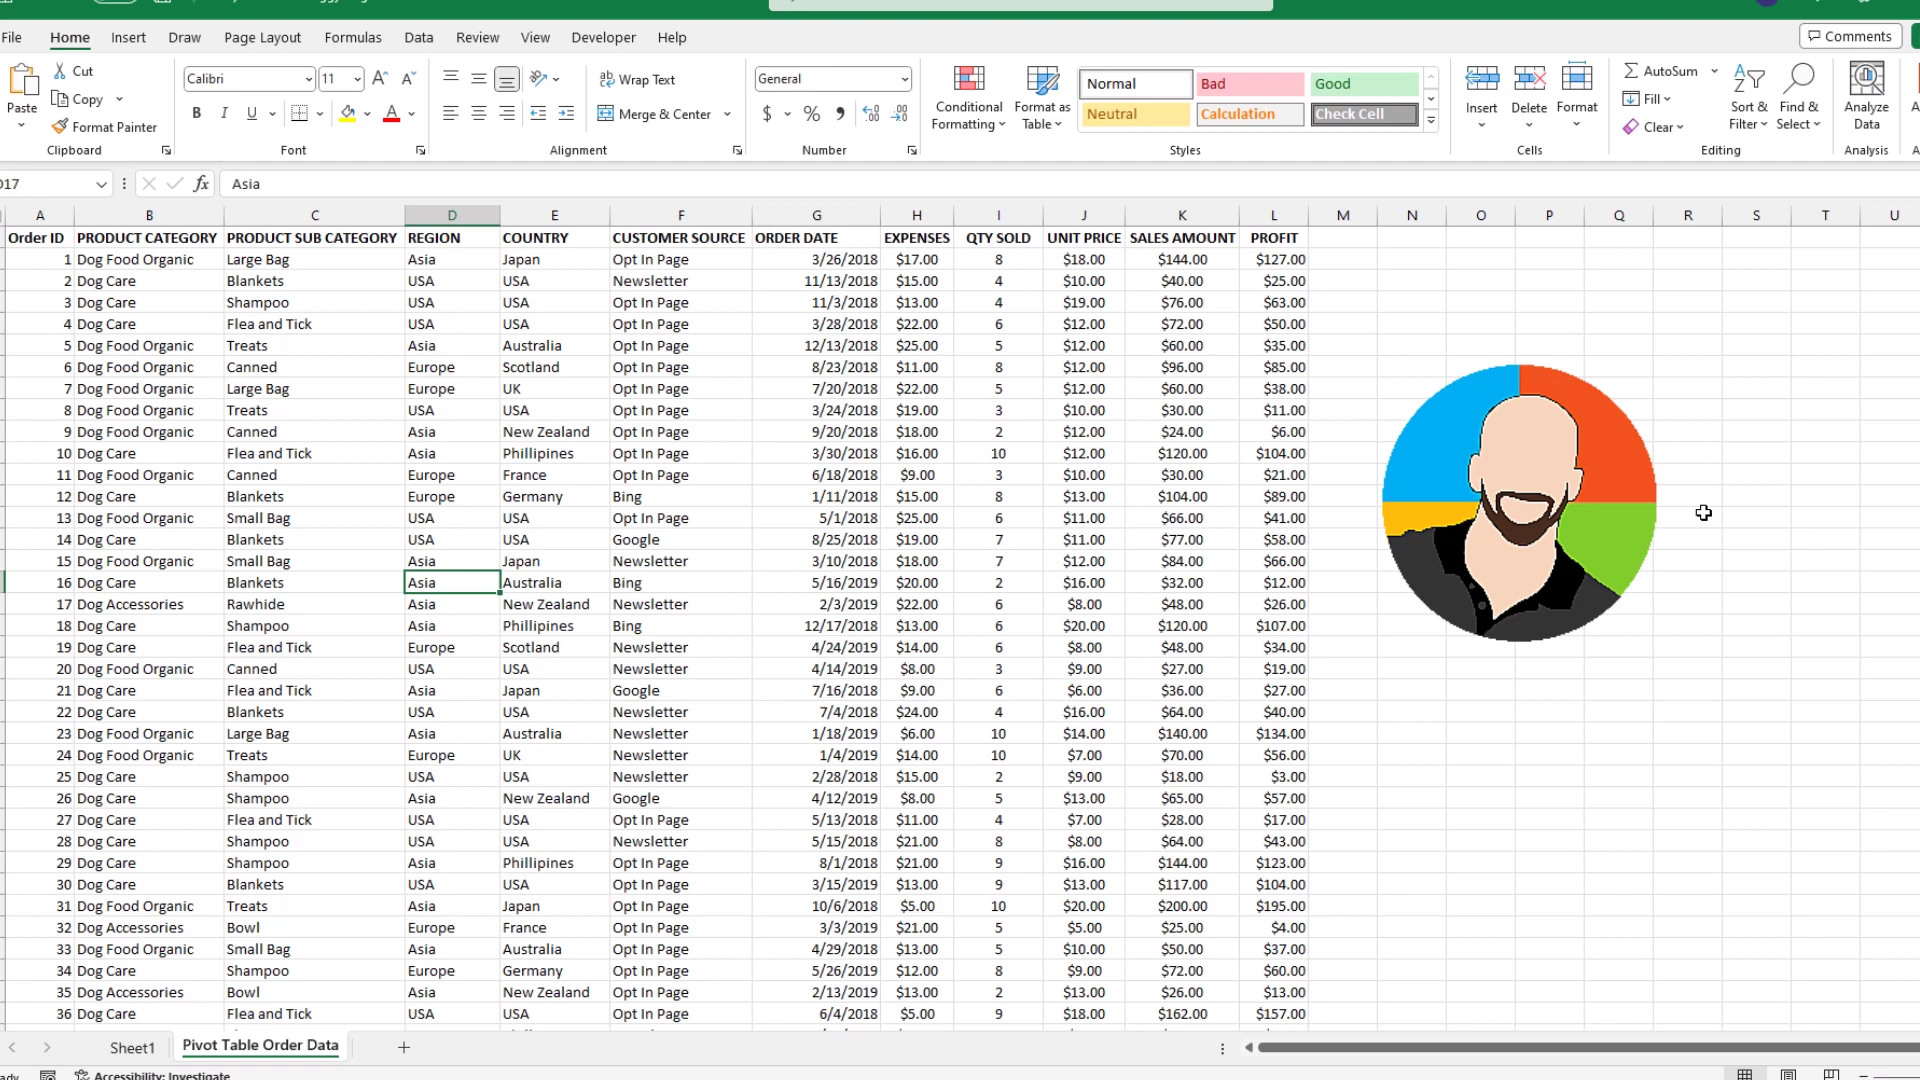 File Home Insert Draw Page Layout Formulas Data Review View Developer Help Comments
Cut Calibri 11 Wrap Text General Normal Bad Good AutoSum
Paste Copy Conditional Formatting Format as Table Insert Delete Format Fill Sort & Filter Find & Select Analyze Data
Format Painter B I U A Merge & Center $ % Neutral Calculation Check Cell Clear
Clipboard Font Alignment Number Styles Cells Editing Analysis
fx Asia
A B C D E F G H I J K L M N O P Q R S T U
Order ID PRODUCT CATEGORY PRODUCT SUB CATEGORY REGION COUNTRY CUSTOMER SOURCE ORDER DATE EXPENSES QTY SOLD UNIT PRICE SALES AMOUNT PROFIT
1 Dog Food Organic Large Bag Asia Japan Opt In Page 3/26/2018 $17.00 8 $18.00 $144.00 $127.00
2 Dog Care Blankets USA USA Newsletter 11/13/2018 $15.00 4 $10.00 $40.00 $25.00
3 Dog Care Shampoo USA USA Opt In Page 11/3/2018 $13.00 4 $19.00 $76.00 $63.00
4 Dog Care Flea and Tick USA USA Opt In Page 3/28/2018 $22.00 6 $12.00 $72.00 $50.00
5 Dog Food Organic Treats Asia Australia Opt In Page 12/13/2018 $25.00 5 $12.00 $60.00 $35.00
6 Dog Food Organic Canned Europe Scotland Opt In Page 8/23/2018 $11.00 8 $12.00 $96.00 $85.00
7 Dog Food Organic Large Bag Europe UK Opt In Page 7/20/2018 $22.00 5 $12.00 $60.00 $38.00
8 Dog Food Organic Treats USA USA Opt In Page 3/24/2018 $19.00 3 $10.00 $30.00 $11.00
9 Dog Food Organic Canned Asia New Zealand Opt In Page 9/20/2018 $18.00 2 $12.00 $24.00 $6.00
10 Dog Care Flea and Tick Asia Phillipines Opt In Page 3/30/2018 $16.00 10 $12.00 $120.00 $104.00
11 Dog Food Organic Canned Europe France Opt In Page 6/18/2018 $9.00 3 $10.00 $30.00 $21.00
12 Dog Care Blankets Europe Germany Bing 1/11/2018 $15.00 8 $13.00 $104.00 $89.00
13 Dog Food Organic Small Bag USA USA Opt In Page 5/1/2018 $25.00 6 $11.00 $66.00 $41.00
14 Dog Care Blankets USA USA Google 8/25/2018 $19.00 7 $11.00 $77.00 $58.00
15 Dog Food Organic Small Bag Asia Japan Newsletter 3/10/2018 $18.00 7 $12.00 $84.00 $66.00
16 Dog Care Blankets Asia Australia Bing 5/16/2019 $20.00 2 $16.00 $32.00 $12.00
17 Dog Accessories Rawhide Asia New Zealand Newsletter 2/3/2019 $22.00 6 $8.00 $48.00 $26.00
18 Dog Care Shampoo Asia Phillipines Bing 12/17/2018 $13.00 6 $20.00 $120.00 $107.00
19 Dog Care Flea and Tick Europe Scotland Newsletter 4/24/2019 $14.00 6 $8.00 $48.00 $34.00
20 Dog Food Organic Canned USA USA Newsletter 4/14/2019 $8.00 3 $9.00 $27.00 $19.00
21 Dog Care Flea and Tick Asia Japan Google 7/16/2018 $9.00 6 $6.00 $36.00 $27.00
22 Dog Care Blankets USA USA Newsletter 7/4/2018 $24.00 4 $16.00 $64.00 $40.00
23 Dog Food Organic Large Bag Asia Australia Newsletter 1/18/2019 $6.00 10 $14.00 $140.00 $134.00
24 Dog Food Organic Treats Europe UK Newsletter 1/4/2019 $14.00 10 $7.00 $70.00 $56.00
25 Dog Care Shampoo USA USA Newsletter 2/28/2018 $15.00 2 $9.00 $18.00 $3.00
26 Dog Care Shampoo Asia New Zealand Google 4/12/2019 $8.00 5 $13.00 $65.00 $57.00
27 Dog Care Flea and Tick USA USA Opt In Page 5/13/2018 $11.00 4 $7.00 $28.00 $17.00
28 Dog Care Shampoo USA USA Newsletter 5/15/2018 $21.00 8 $8.00 $64.00 $43.00
29 Dog Care Shampoo Asia Phillipines Opt In Page 8/1/2018 $21.00 9 $16.00 $144.00 $123.00
30 Dog Care Blankets USA USA Opt In Page 3/15/2019 $13.00 9 $13.00 $117.00 $104.00
31 Dog Food Organic Treats Asia Japan Opt In Page 10/6/2018 $5.00 10 $20.00 $200.00 $195.00
32 Dog Accessories Bowl Europe France Opt In Page 3/3/2019 $21.00 5 $5.00 $25.00 $4.00
33 Dog Food Organic Small Bag Asia Australia Opt In Page 4/29/2018 $13.00 5 $10.00 $50.00 $37.00
34 Dog Care Shampoo Europe Germany Opt In Page 5/26/2019 $12.00 8 $9.00 $72.00 $60.00
35 Dog Accessories Bowl Asia New Zealand Opt In Page 2/13/2019 $13.00 2 $13.00 $26.00 $13.00
36 Dog Care Flea and Tick USA USA Opt In Page 6/4/2018 $5.00 9 $18.00 $162.00 $157.00
Sheet1 Pivot Table Order Data
Accessibility: Investigate